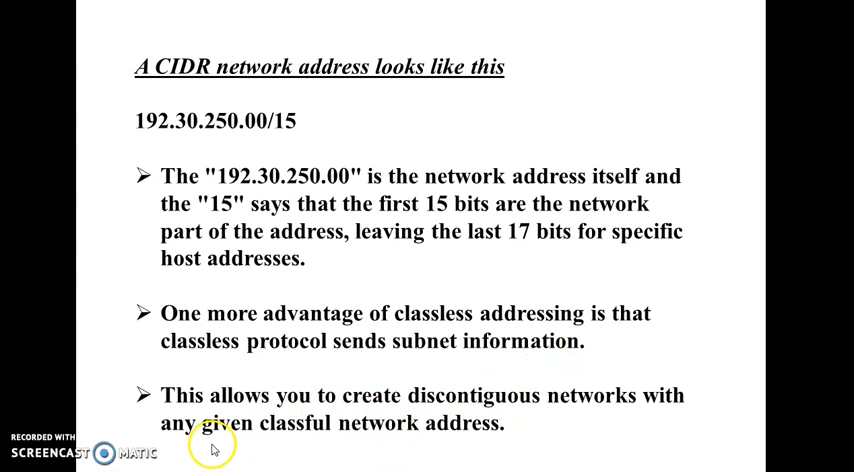 A CIDR network address looks like this
192.30.250.00/15
➢ The "192.30.250.00" is the network address itself and
the "15" says that the first 15 bits are the network
part of the address, leaving the last 17 bits for specific
host addresses.
➢ One more advantage of classless addressing is that
classless protocol sends subnet information.
➢ This allows you to create discontiguous networks with
any given classful network address.
RECORDED WITH
SCREENCAST MATIC